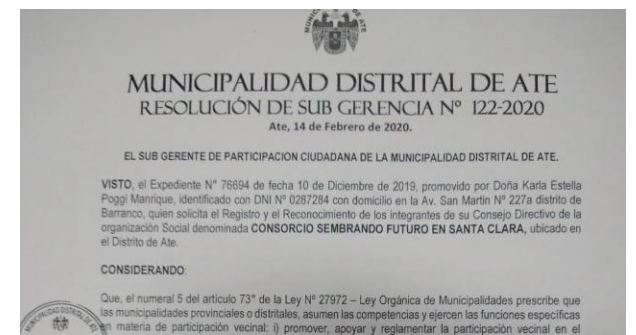 MUNICIPALIDAD DISTRITAL DE ATE
RESOLUCIÓN DE SUB GERENCIA Nº 122-2020
Ate, 14 de Febrero de 2020.
EL SUB GERENTE DE PARTICIPACION CIUDADANA DE LA MUNICIPALIDAD DISTRITAL DE ATE.
VISTO, el Expediente N° 76694 de fecha 10 de Diciembre de 2019, promovido por Doña Karla Estella
Poggi Manrique, identificado con DNI Nº 0287284 con domicilio en la Av. San Martin Nº 227a distrito de
Barranco, quien solicita el Registro y el Reconocimiento de los integrantes de su Consejo Directivo de la
organización Social denominada CONSORCIO SEMBRANDO FUTURO EN SANTA CLARA, ubicado en
el Distrito de Ate.
CONSIDERANDO:
Que, el numeral 5 del articulo 73° de la Ley Nº 27972 – Ley Orgánica de Municipalidades prescribe que
las municipalidades provinciales o distritales, asumen las competencias y ejercen las funciones específicas
en materia de participación vecinal: i) promover, apoyar y reglamentar la participación vecinal en el